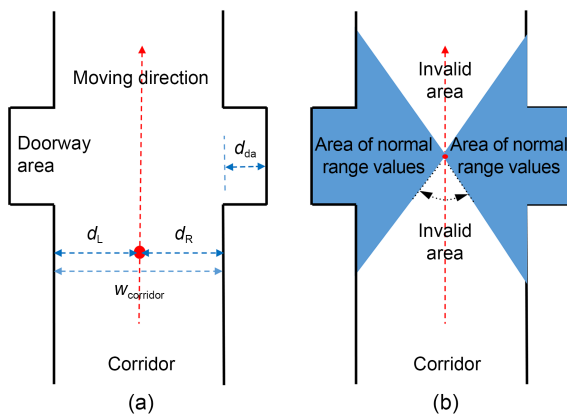 Moving direction
Doorway
area
d_da
d_L
d_R
w_corridor
Corridor
(a)
Invalid
area
Area of normal
range values
Area of normal
range values
Invalid
area
Corridor
(b)